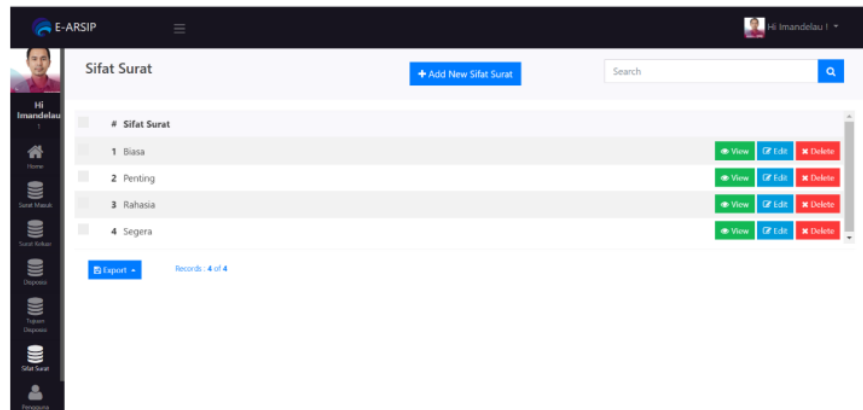 E-ARSIP
Hi Imandelau !
Hi
Imandelau
!
Home
Surat Masuk
Surat Keluar
Disposisi
Tujuan
Disposisi
Sifat Surat
Pengguna
Sifat Surat
Add New Sifat Surat
Search
# Sifat Surat
1 Biasa View Edit Delete
2 Penting View Edit Delete
3 Rahasia View Edit Delete
4 Segera View Edit Delete
Export
Records : 4 of 4